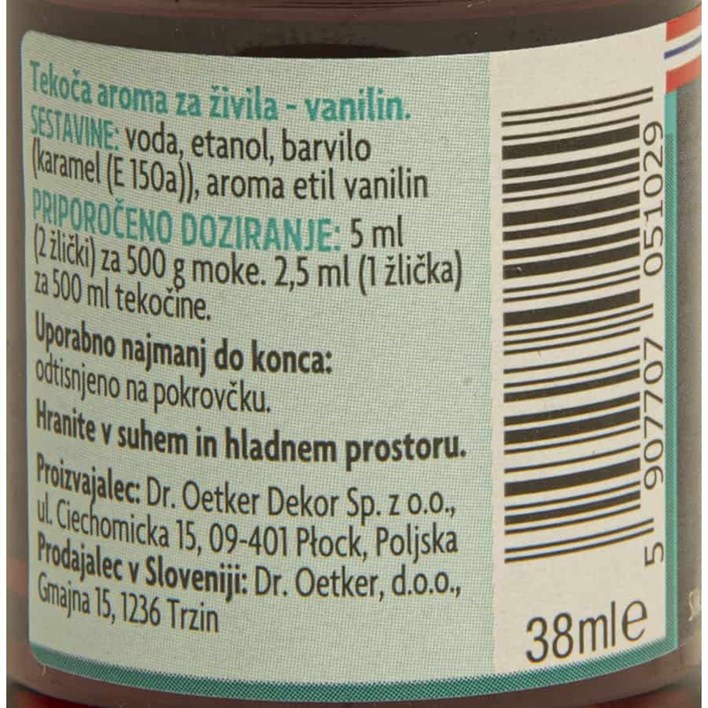 Tekoča aroma za živila - vanilin.
SESTAVINE: voda, etanol, barvilo
(karamel (E 150a)), aroma etil vanilin
PRIPOROČENO DOZIRANJE: 5 ml
(2 žlički) za 500 g moke. 2,5 ml (1 žlička)
za 500 ml tekočine.
Uporabno najmanj do konca:
odtisnjeno na pokrovčku.
Hranite v suhem in hladnem prostoru.
Proizvajalec: Dr. Oetker Dekor Sp. z o.o.,
ul. Ciechomicka 15, 09-401 Płock, Poljska
Prodajalec v Sloveniji: Dr. Oetker, d.o.o.,
Gmajna 15, 1236 Trzin
5 907707 051029
38ml e